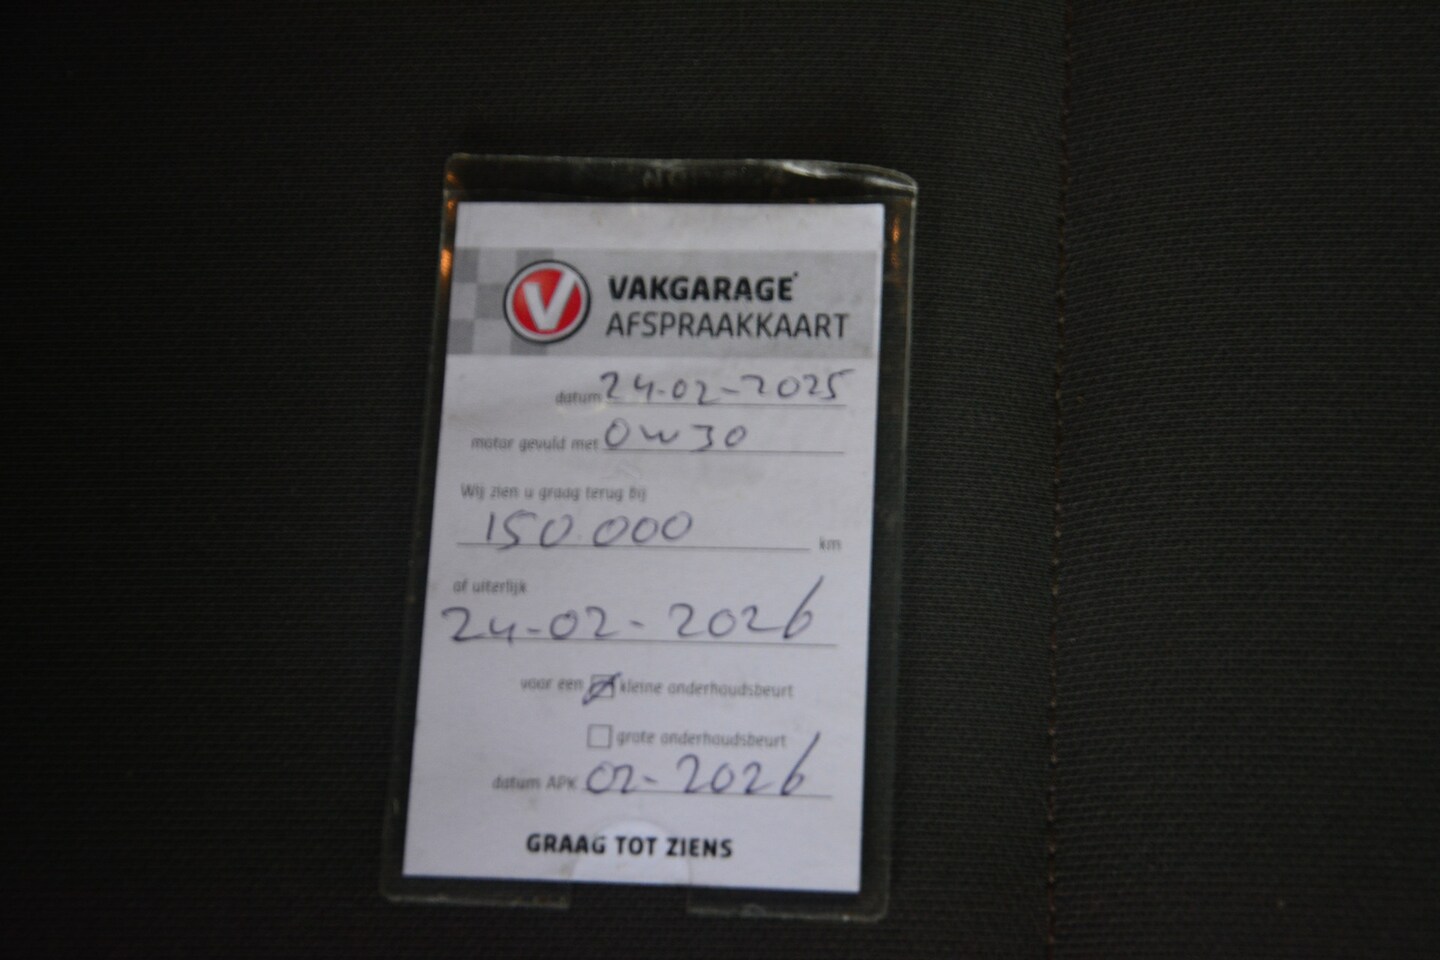 VAKGARAGE
AFSPRAAKKAART
datum 24-02-2025
motor gevuld met 0W30
Wij zien u graag terug bij
150.000 km
of uiterlijk
24-02-2026
voor een kleine onderhoudsbeurt
grote onderhoudsbeurt
datum APK 02-2026
GRAAG TOT ZIENS